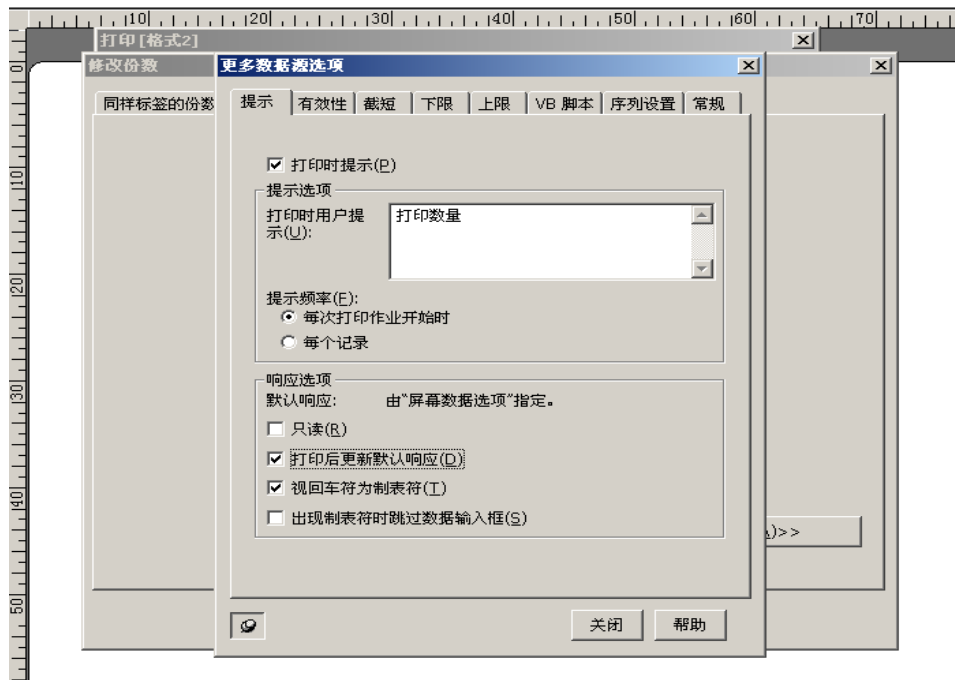 10 20 30 40 50 60 70
打印[格式2]
修改份数
更多数据源选项
同样标签的份数
提示 有效性 截短 下限 上限 VB 脚本 序列设置 常规
打印时提示(P)
提示选项
打印时用户提
示(U):
打印数量
提示频率(F):
每次打印作业开始时
每个记录
响应选项
默认响应: 由"屏幕数据选项"指定。
只读(R)
打印后更新默认响应(D)
视回车符为制表符(T)
出现制表符时跳过数据输入框(S)
)>>
关闭 帮助
0
10
20
30
40
50